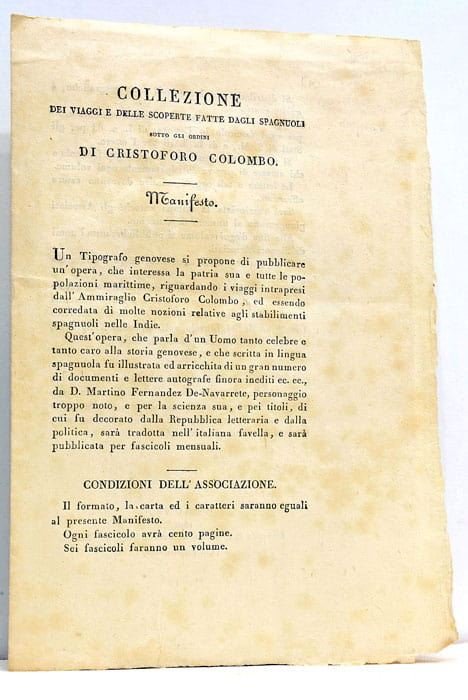 COLLEZIONE
DEI VIAGGI E DELLE SCOPERTE FATTE DAGLI SPAGNUOLI
SOTTO GLI ORDINI
DI CRISTOFORO COLOMBO.
Manifesto.
Un Tipografo genovese si propone di pubblicare
un'opera, che interessa la patria sua e tutte le po-
polazioni marittime, riguardando i viaggi intrapresi
dall'Ammiraglio Cristoforo Colombo, ed essendo
corredata di molte nozioni relative agli stabilimenti
spagnuoli nelle Indie.
Quest'opera, che parla d'un Uomo tanto celebre e
tanto caro alla storia genovese, e che scritta in lingua
spagnuola fu illustrata ed arricchita di un gran numero
di documenti e lettere autografe finora inediti ec. ec.,
da D. Martino Fernandez De-Navarrete, personaggio
troppo noto, e per la scienza sua, e pei titoli, di
cui fu decorato dalla Repubblica letteraria e dalla
politica, sarà tradotta nell'italiana favella, e sarà
pubblicata per fascicoli mensuali.
CONDIZIONI DELL'ASSOCIAZIONE.
Il formato, la carta ed i caratteri saranno eguali
al presente Manifesto.
Ogni fascicolo avrà cento pagine.
Sei fascicoli faranno un volume.